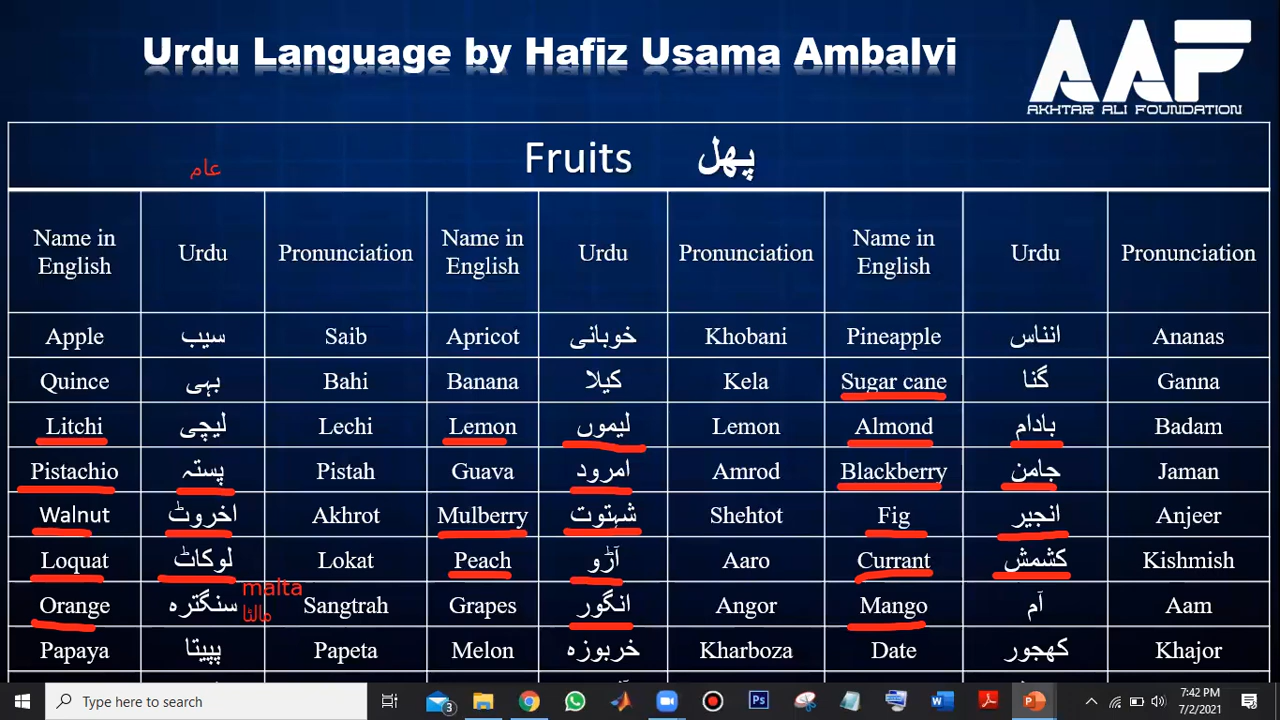 Urdu Language by Hafiz Usama Ambalvi
AAF
AKHTAR ALI FOUNDATION
Fruits پھل
عام
Name in English Urdu Pronunciation Name in English Urdu Pronunciation Name in English Urdu Pronunciation
Apple سیب Saib Apricot خوبانی Khobani Pineapple انناس Ananas
Quince بہی Bahi Banana کیلا Kela Sugar cane گنا Ganna
Litchi لیچی Lechi Lemon لیموں Lemon Almond بادام Badam
Pistachio پستہ Pistah Guava امرود Amrod Blackberry جامن Jaman
Walnut اخروٹ Akhrot Mulberry شہتوت Shehtot Fig انجیر Anjeer
Loquat لوکاٹ Lokat Peach آڑو Aaro Currant کشمش Kishmish
malta
Orange سنگترہ Sangtrah Grapes انگور Angor Mango آم Aam
مالٹا
Papaya پپیتا Papeta Melon خربوزہ Kharboza Date کھجور Khajor
Type here to search
3
Ps
7:42 PM
7/2/2021